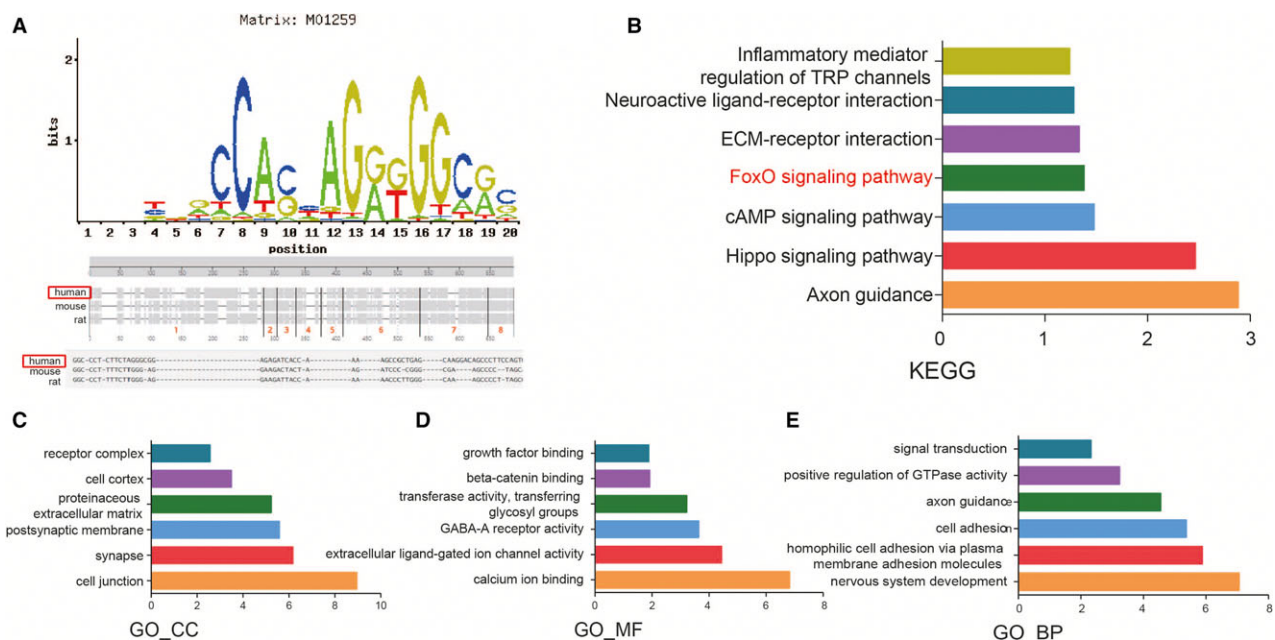 A
Matrix: M01259
2
bits
1
1 2 3 4 5 6 7 8 9 10 11 12 13 14 15 16 17 18 19 20
position
human
mouse
rat
1 2 3 4 5 6 7 8
human
mouse
rat
B
Inflammatory mediator
regulation of TRP channels
Neuroactive ligand-receptor interaction
ECM-receptor interaction
FoxO signaling pathway
cAMP signaling pathway
Hippo signaling pathway
Axon guidance
0 1 2 3
KEGG
C
receptor complex
cell cortex
proteinaceous
extracellular matrix
postsynaptic membrane
synapse
cell junction
0 2 4 6 8 10
GO_CC
D
growth factor binding
beta-catenin binding
transferase activity, transferring
glycosyl groups
GABA-A receptor activity
extracellular ligand-gated ion channel activity
calcium ion binding
0 2 4 6 8
GO_MF
E
signal transduction
positive regulation of GTPase activity
axon guidance
cell adhesion
homophilic cell adhesion via plasma
membrane adhesion molecules
nervous system development
0 2 4 6 8
GO_BP